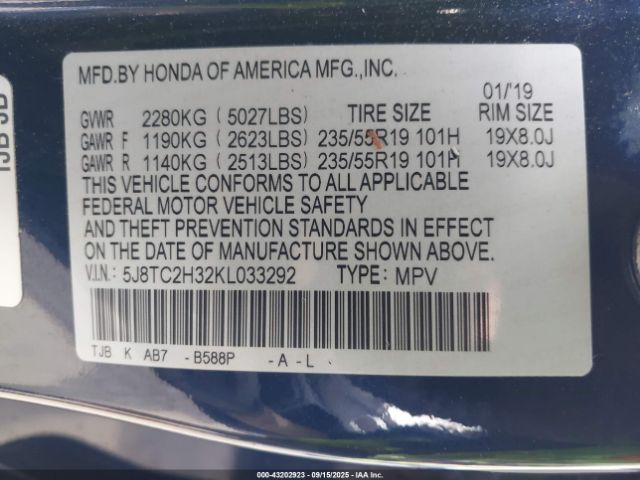 MFD.BY HONDA OF AMERICA MFG.,INC.
01/'19
GVWR 2280KG (5027LBS) TIRE SIZE RIM SIZE
GAWR F 1190KG (2623LBS) 235/55R19 101H 19X8.0J
GAWR R 1140KG (2513LBS) 235/55R19 101H 19X8.0J
THIS VEHICLE CONFORMS TO ALL APPLICABLE
FEDERAL MOTOR VEHICLE SAFETY
AND THEFT PREVENTION STANDARDS IN EFFECT
ON THE DATE OF MANUFACTURE SHOWN ABOVE.
V.I.N.: 5J8TC2H32KL033292 TYPE: MPV
TJB K AB7 -B588P -A-L
000-43202923 - 09/15/2025 - IAA Inc.